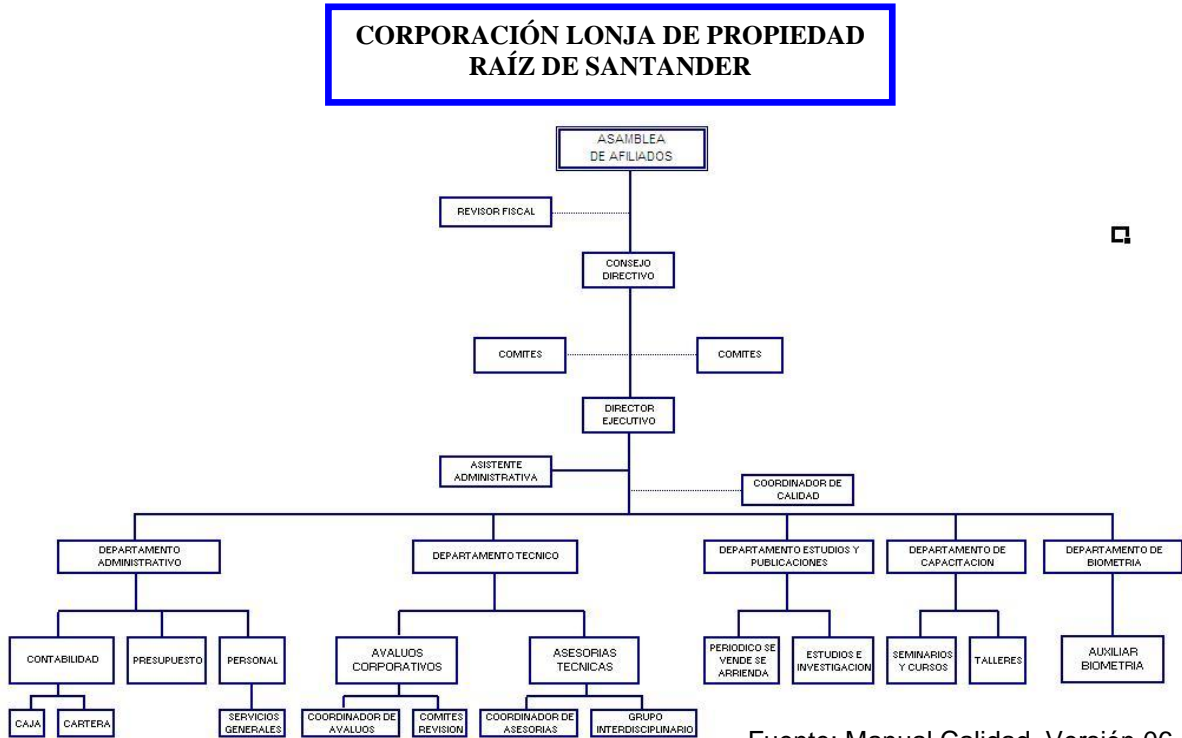 CORPORACIÓN LONJA DE PROPIEDAD
RAÍZ DE SANTANDER
ASAMBLEA
DE AFILIADOS
REVISOR FISCAL
CONSEJO
DIRECTIVO
COMITES
COMITES
DIRECTOR
EJECUTIVO
ASISTENTE
ADMINISTRATIVA
COORDINADOR DE
CALIDAD
DEPARTAMENTO
ADMINISTRATIVO
DEPARTAMENTO TECNICO
DEPARTAMENTO ESTUDIOS Y
PUBLICACIONES
DEPARTAMENTO DE
CAPACITACION
DEPARTAMENTO DE
BIOMETRIA
CONTABILIDAD
PRESUPUESTO
PERSONAL
AVALUOS
CORPORATIVOS
ASESORIAS
TECNICAS
PERIODICO SE
VENDE SE
ARRIENDA
ESTUDIOS E
INVESTIGACION
SEMINARIOS
Y CURSOS
TALLERES
AUXILIAR
BIOMETRIA
CAJA
CARTERA
SERVICIOS
GENERALES
COORDINADOR DE
AVALUOS
COMITES
REVISION
COORDINADOR DE
ASESORIAS
GRUPO
INTERDISCIPLINARIO
Fuente: Manual Calidad. Versión 06